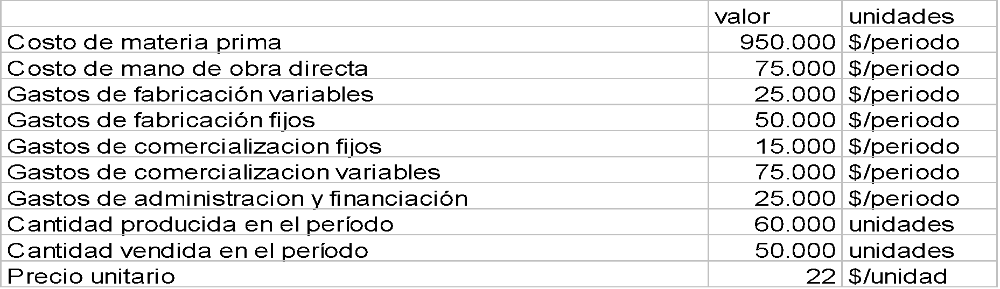 valor unidades
Costo de materia prima 950.000 $/periodo
Costo de mano de obra directa 75.000 $/periodo
Gastos de fabricación variables 25.000 $/periodo
Gastos de fabricación fijos 50.000 $/periodo
Gastos de comercializacion fijos 15.000 $/periodo
Gastos de comercializacion variables 75.000 $/periodo
Gastos de administracion y financiación 25.000 $/periodo
Cantidad producida en el período 60.000 unidades
Cantidad vendida en el período 50.000 unidades
Precio unitario 22 $/unidad